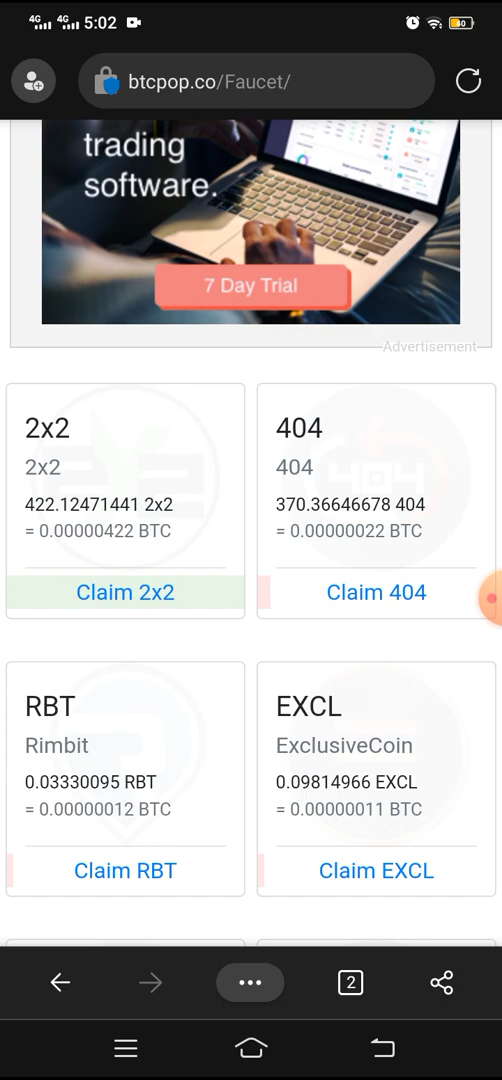 4G 4G 5:02 40
btcpop.co/Faucet/
trading
software.
7 Day Trial
Advertisement
2x2
2x2
422.12471441 2x2
= 0.00000422 BTC
Claim 2x2
404
404
370.36646678 404
= 0.00000022 BTC
Claim 404
RBT
Rimbit
0.03330095 RBT
= 0.00000012 BTC
Claim RBT
EXCL
ExclusiveCoin
0.09814966 EXCL
= 0.00000011 BTC
Claim EXCL
2